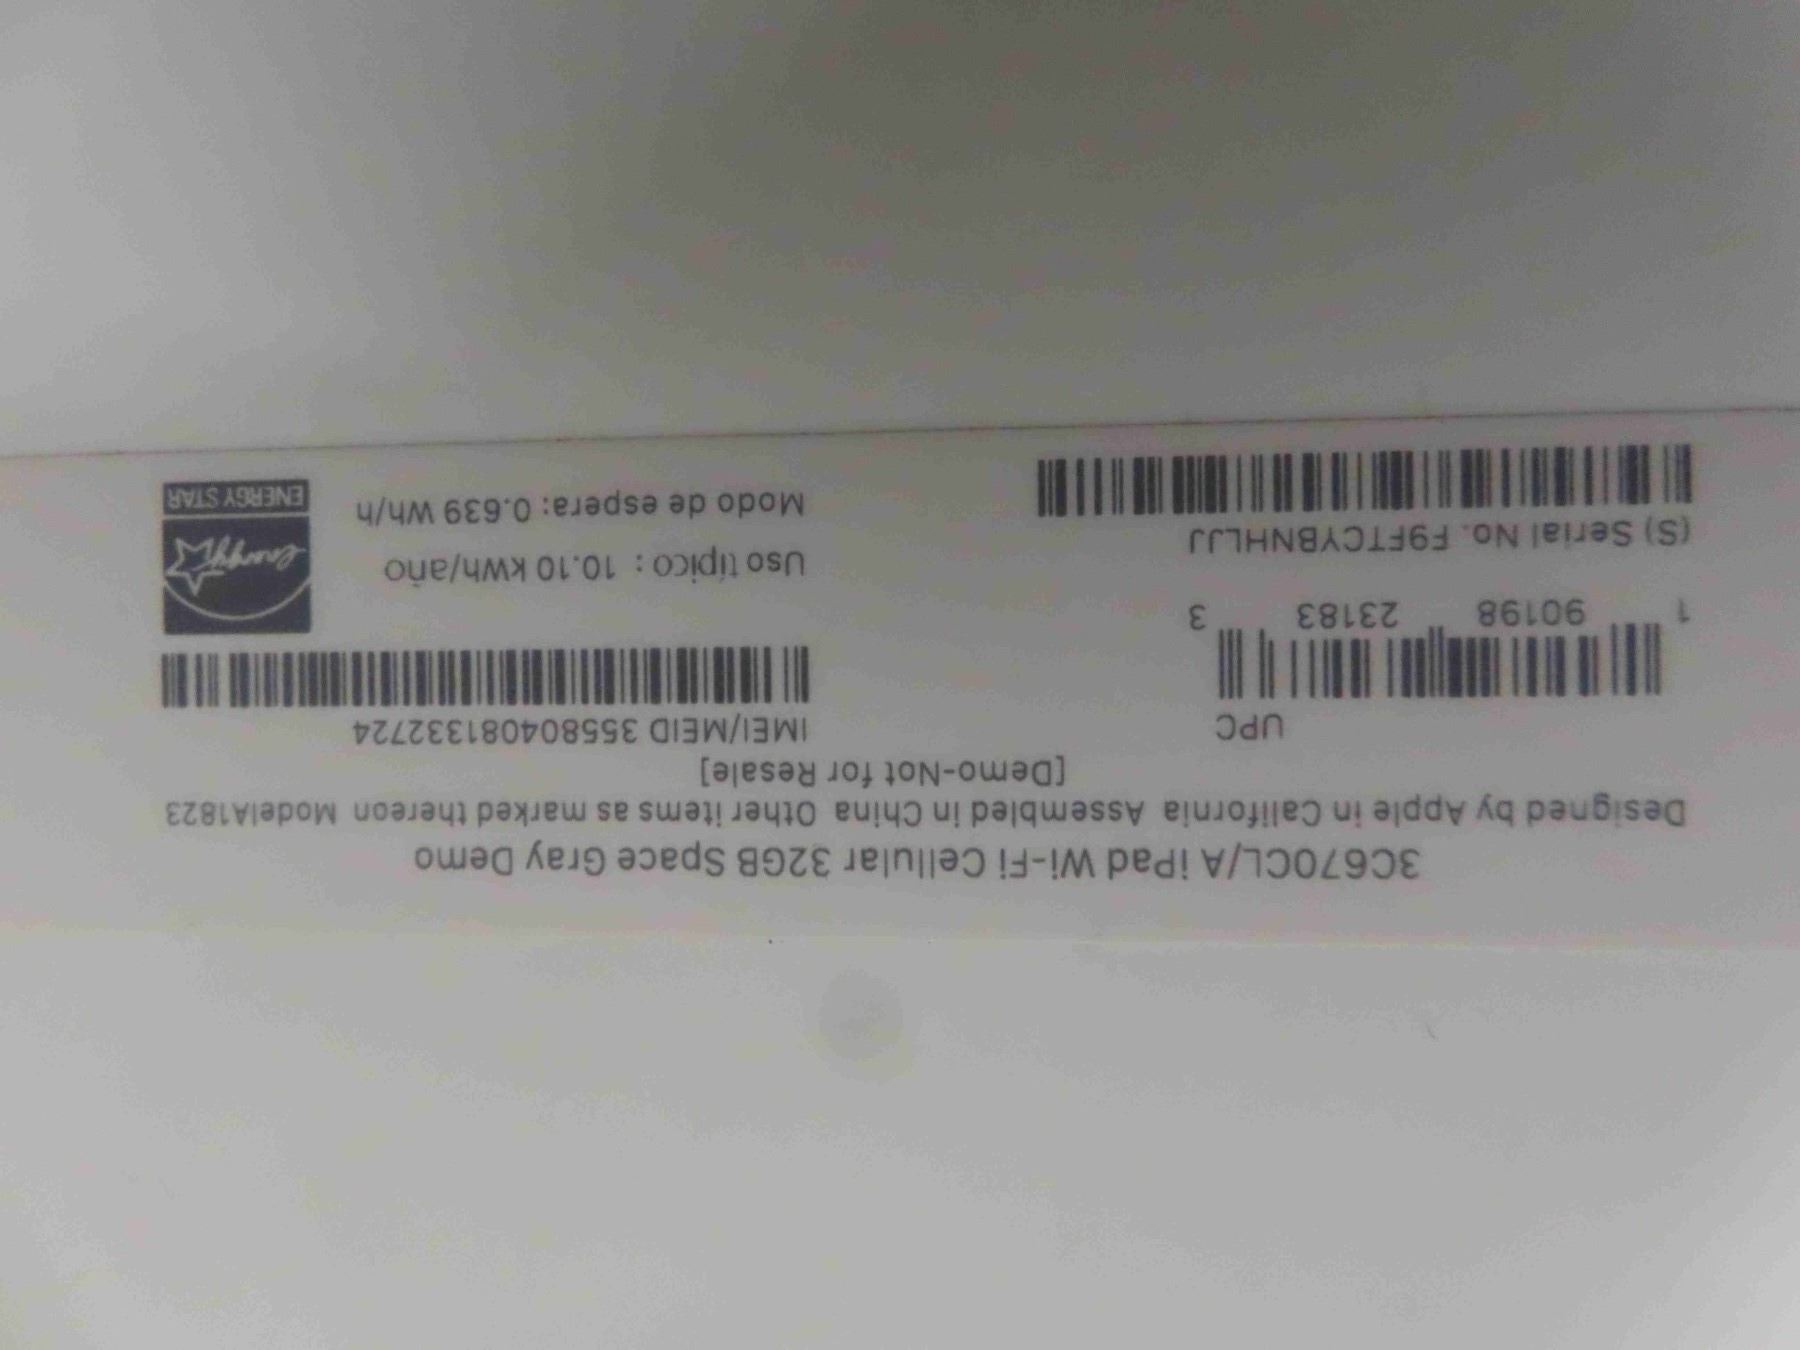 3C670CL/A iPad Wi-Fi Cellular 32GB Space Gray Demo
Designed by Apple in California Assembled in China Other items as marked thereon ModelA1823
[Demo-Not for Resale]
UPC
1 90198 23183 3
(S) Serial No. F9FTCYBNHLJJ
IMEI/MEID 355804081332724
energy
ENERGY STAR
Uso típico : 10.10 kWh/año
Modo de espera: 0.639 Wh/h